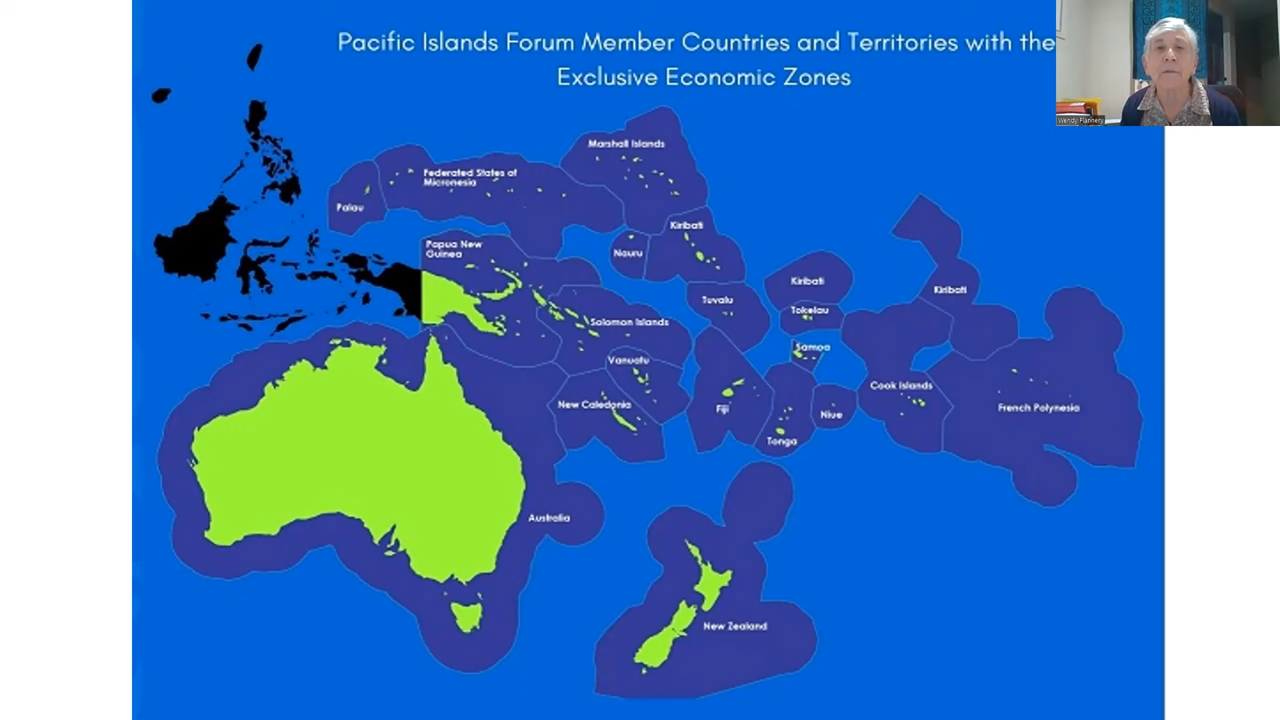 Pacific Islands Forum Member Countries and Territories with the
Exclusive Economic Zones
Wendy Flannery
Marshall Islands
Federated States of
Micronesia
Palau
Kiribati
Papua New
Guinea
Nauru
Kiribati
Kiribati
Tuvalu
Tokelau
Solomon Islands
Samoa
Vanuatu
Cook Islands
New Caledonia
Fiji
Niue
French Polynesia
Tonga
Australia
New Zealand